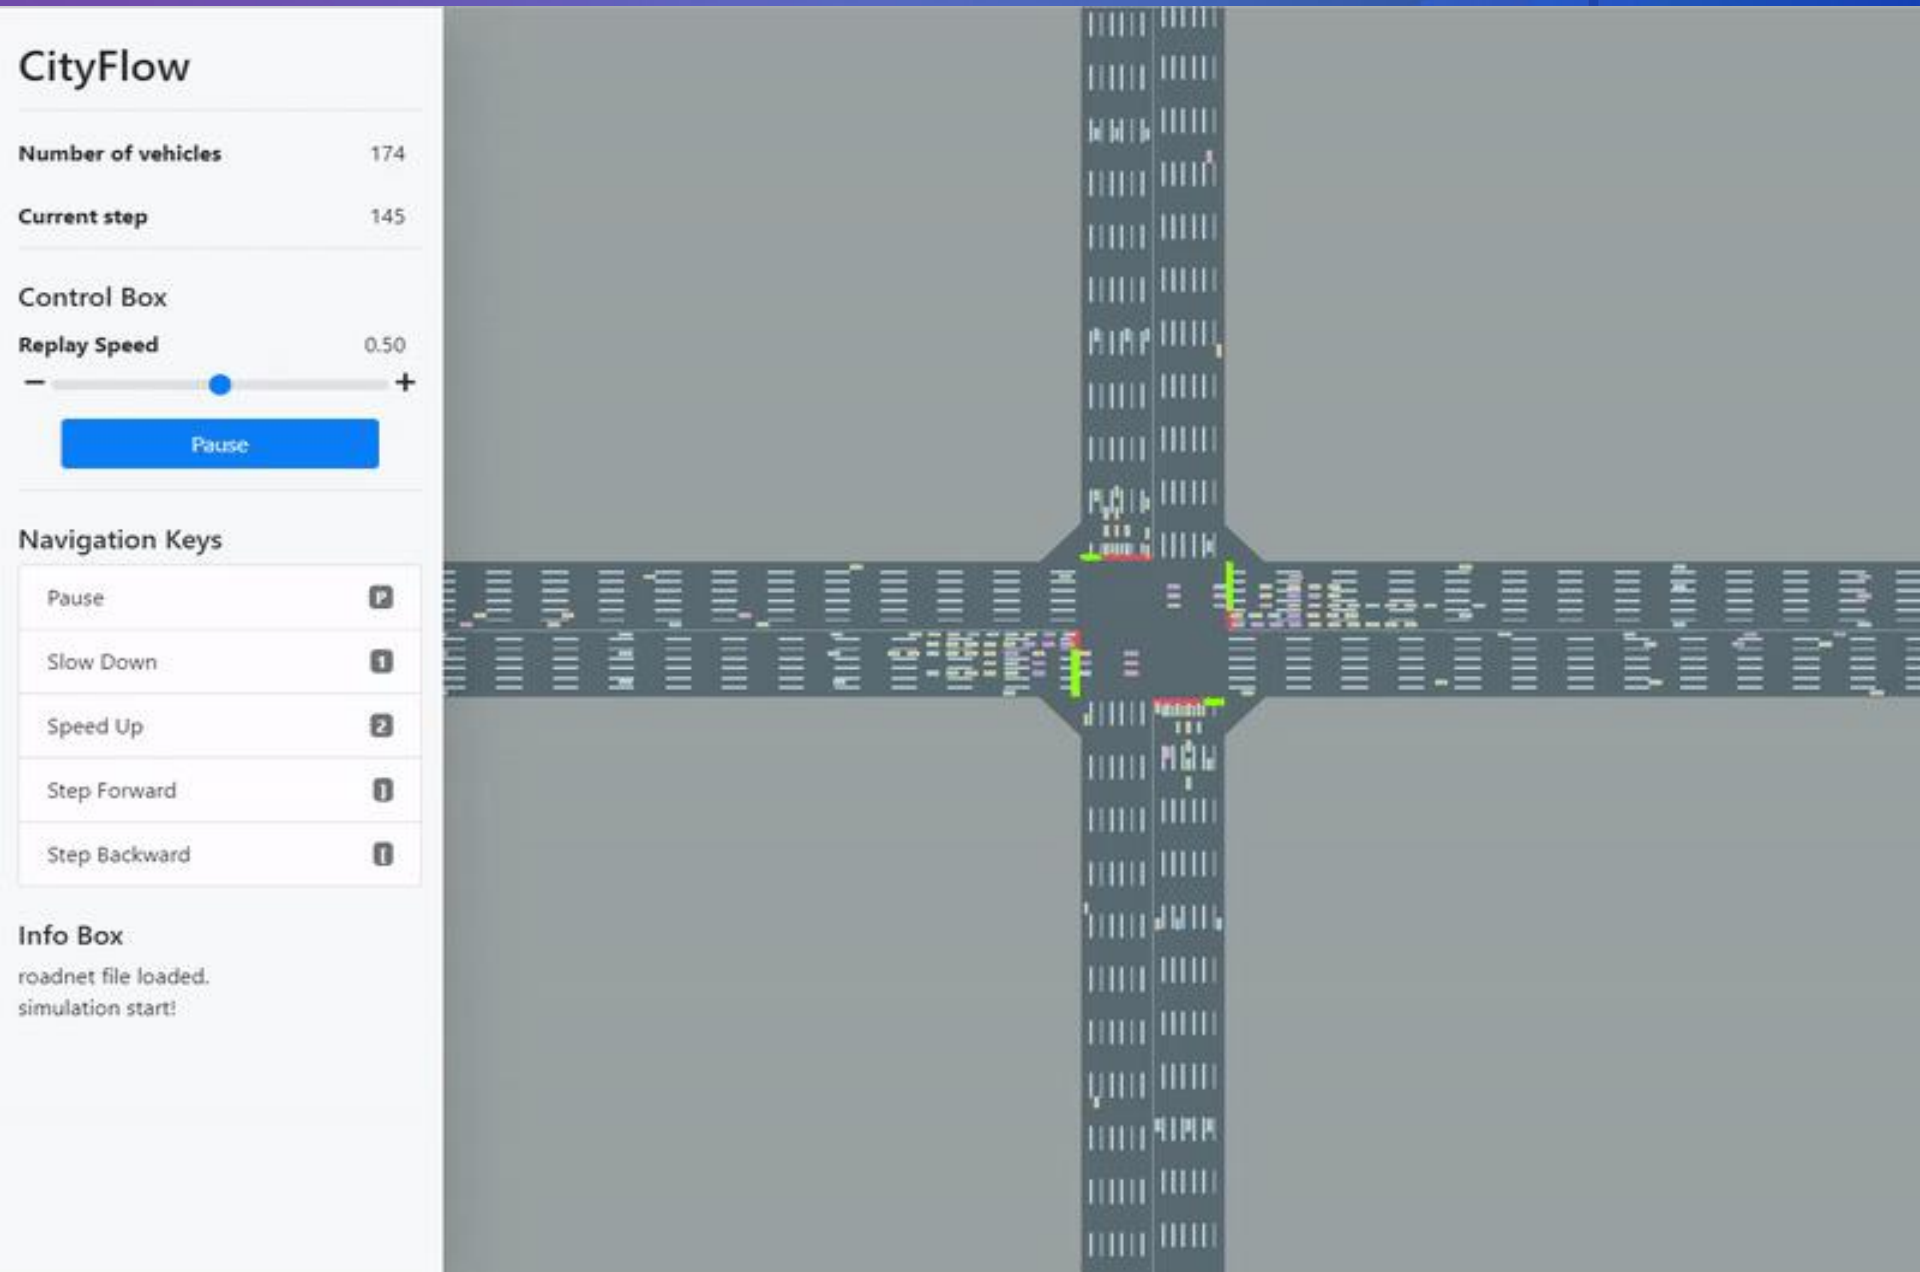 CityFlow
Number of vehicles 174
Current step 145
Control Box
Replay Speed 0.50
− +
Pause
Navigation Keys
Pause P
Slow Down 1
Speed Up 2
Step Forward ]
Step Backward [
Info Box
roadnet file loaded.
simulation start!